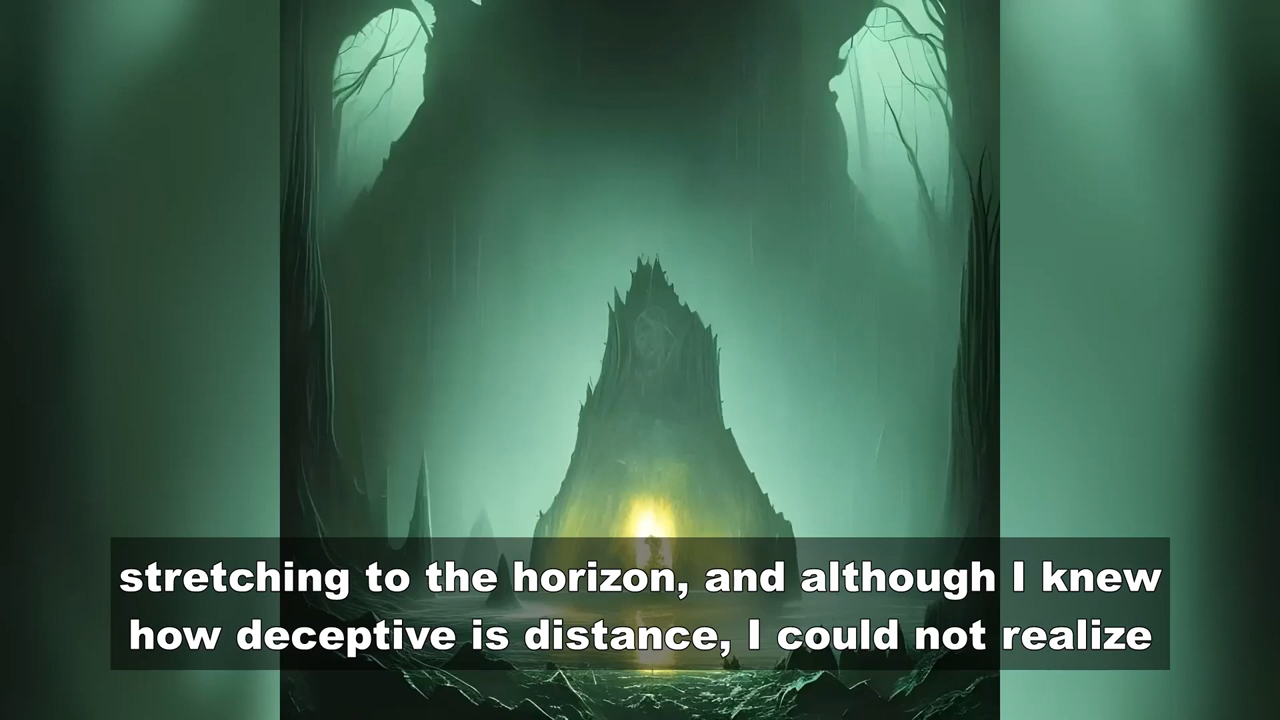 stretching to the horizon, and although I knew
how deceptive is distance, I could not realize